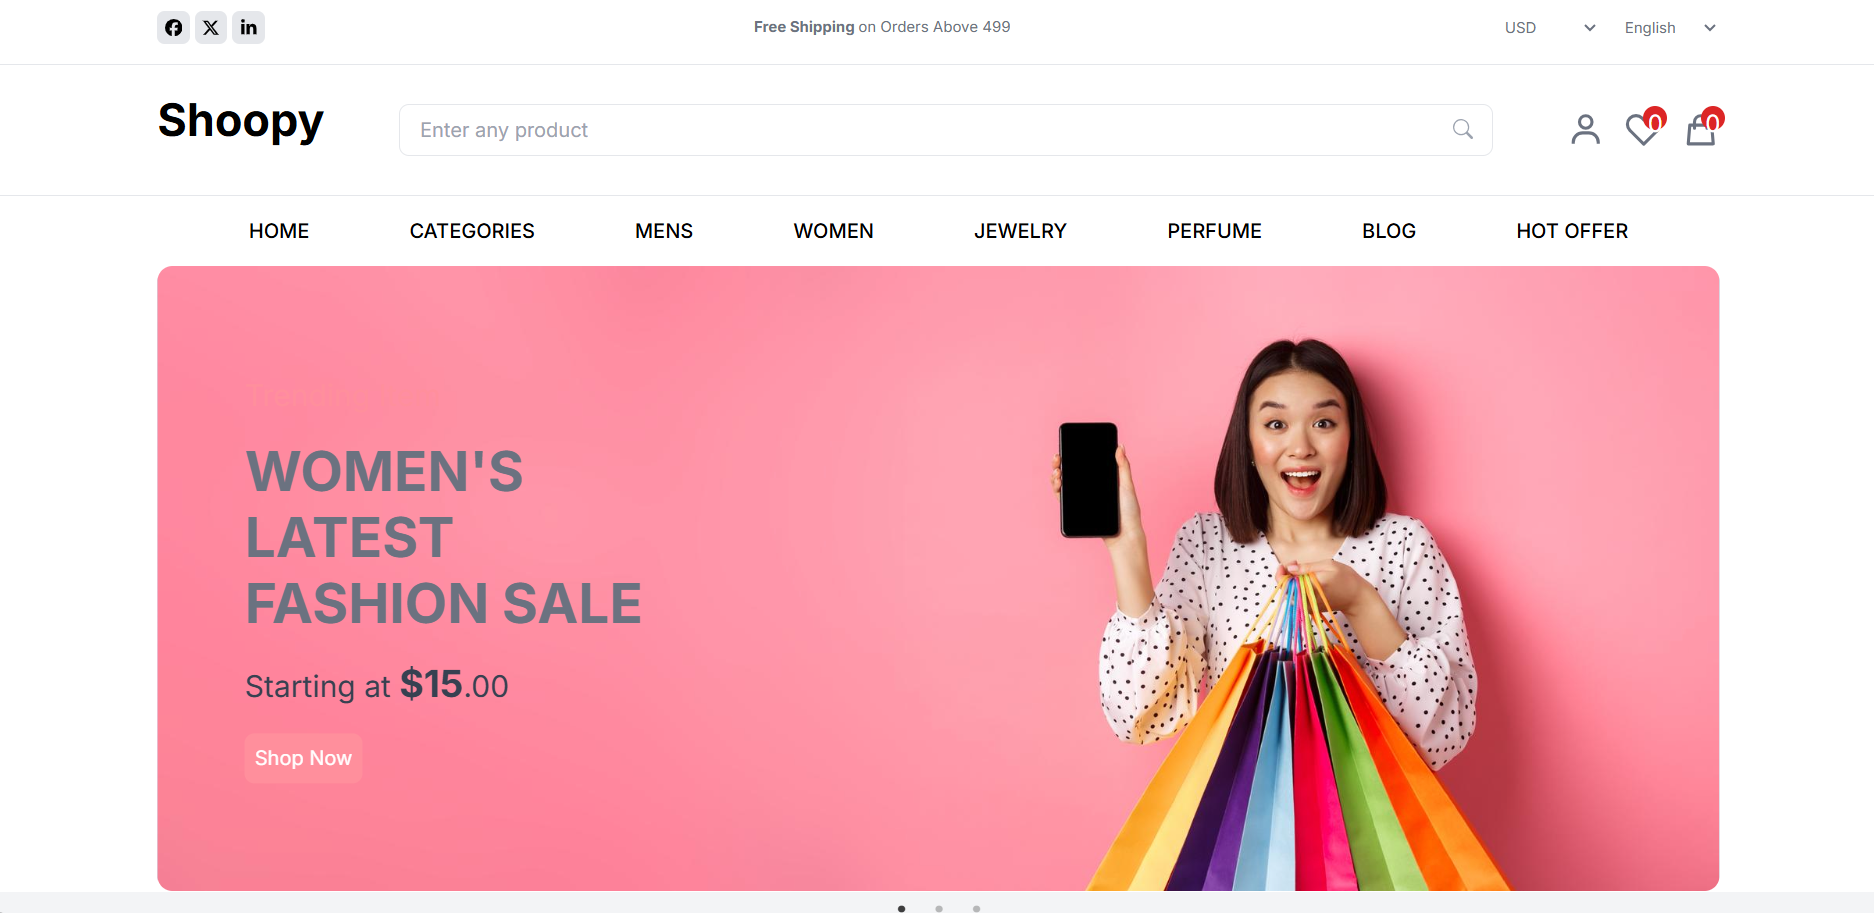 Free Shipping on Orders Above 499
USD
English
Shoopy
Enter any product
0
0
HOME
CATEGORIES
MENS
WOMEN
JEWELRY
PERFUME
BLOG
HOT OFFER
WOMEN'S
LATEST
FASHION SALE
Starting at $15.00
Shop Now